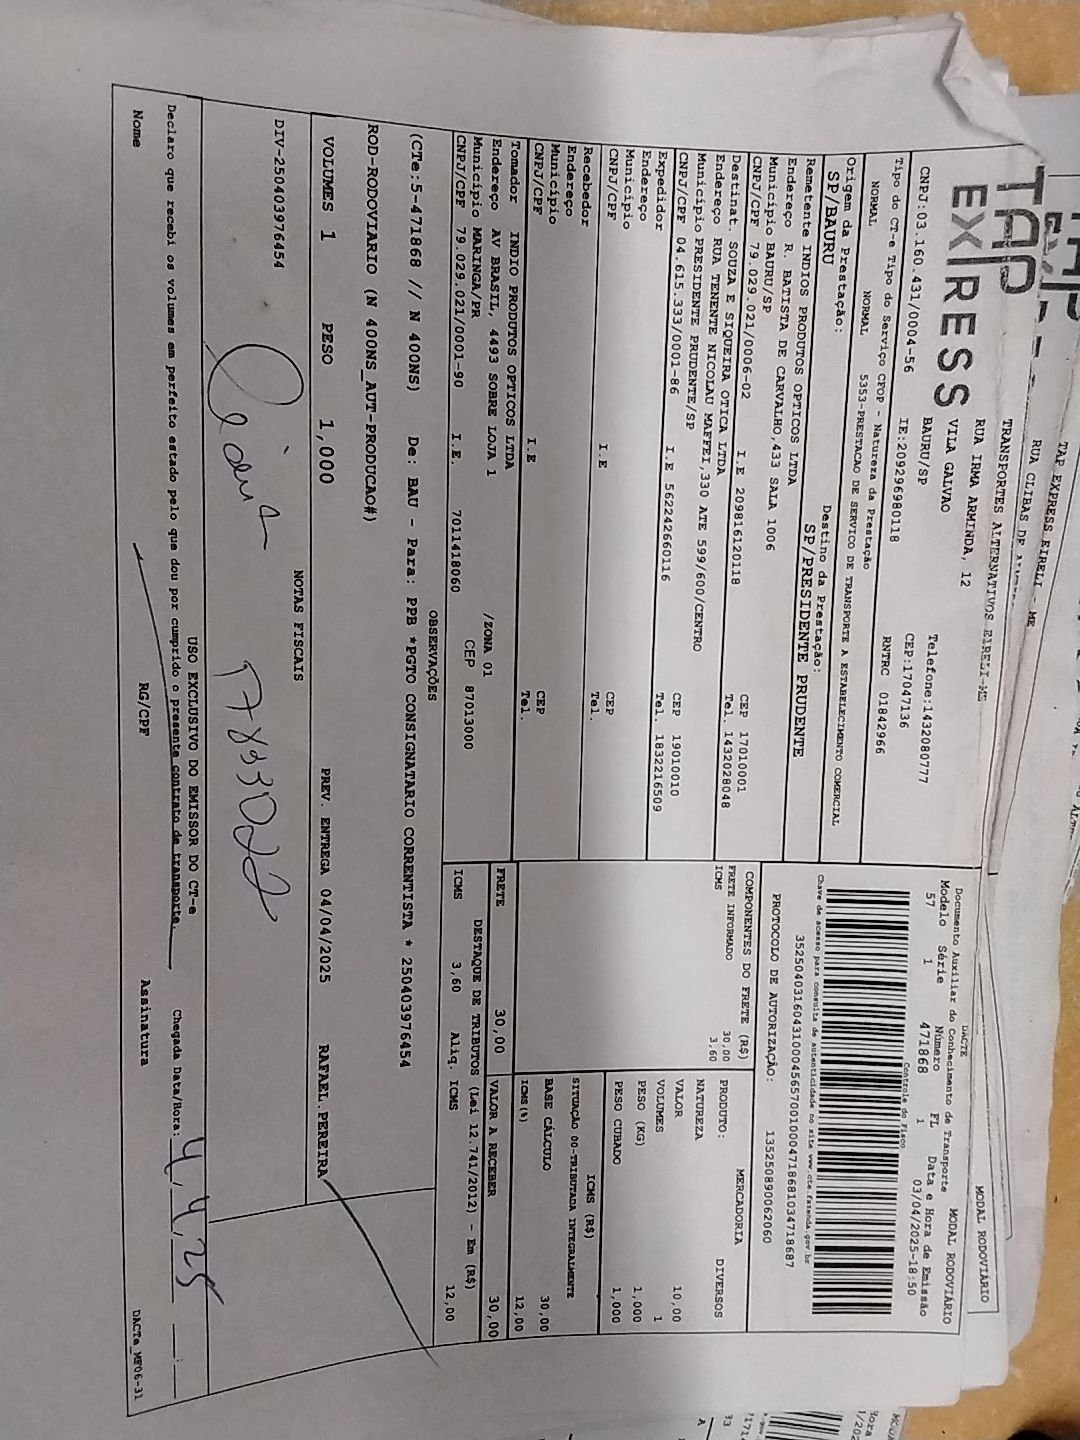 TAP EXPRESS EIRELI - ME
RUA CLIBAS DE
TAP
EXPRESS
TRANSPORTES ALTERNATIVOS EIRELI-ME
RUA IRMA ARMINDA, 12
VILA GALVAO
BAURU/SP
Telefone:1432080777
CEP:17047136
CNPJ:03.160.431/0004-56
IE:209296980118
RNTRC 01842966
Tipo do CT-e Tipo do Serviço CFOP - Natureza da Prestação
NORMAL NORMAL 5353-PRESTACAO DE SERVICO DE TRANSPORTE A ESTABELECIMENTO COMERCIAL
Origem da Prestação: Destino da Prestação:
SP/BAURU SP/PRESIDENTE PRUDENTE
Remetente INDIOS PRODUTOS OPTICOS LTDA
Endereço R. BATISTA DE CARVALHO,433 SALA 1006
Município BAURU/SP CEP 17010001
CNPJ/CPF 79.029.021/0006-02 I.E 209816120118 Tel. 1432028048
Destinat. SOUZA E SIQUEIRA OTICA LTDA
Endereço RUA TENENTE NICOLAU MAFFEI,330 ATE 599/600/CENTRO
Município PRESIDENTE PRUDENTE/SP CEP 19010010
CNPJ/CPF 04.615.333/0001-86 I.E 562242660116 Tel. 1832216509
Expedidor
Endereço
Município CEP
CNPJ/CPF I.E Tel.
Recebedor
Endereço
Município CEP
CNPJ/CPF I.E Tel.
Tomador INDIO PRODUTOS OPTICOS LTDA
Endereço AV BRASIL, 4493 SOBRE LOJA 1 /ZONA 01
Município MARINGA/PR CEP 87013000
CNPJ/CPF 79.029.021/0001-90 I.E. 7011418060
MODAL RODOVIÁRIO
DACTE
Documento Auxiliar do Conhecimento de Transporte MODAL RODOVIÁRIO
Modelo Série Número FL Data e Hora de Emissão
57 1 471868 1 03/04/2025-18:50
Controle do Fisco
Chave de acesso para consulta de autenticidade no site www.cte.fazenda.gov.br
35250403160431000456570010004718681034718687
PROTOCOLO DE AUTORIZAÇÃO: 135250890062060
COMPONENTES DO FRETE (R$)
FRETE INFORMADO 30,00
ICMS 3,60
MERCADORIA
PRODUTO: DIVERSOS
NATUREZA
VALOR 10,00
VOLUMES 1
PESO (KG) 1,000
PESO CUBADO 1,000
ICMS (R$)
SITUAÇÃO 00-TRIBUTADA INTEGRALMENTE
BASE CÁLCULO 30,00
ICMS(%) 12,00
FRETE 30,00 VALOR A RECEBER 30,00
DESTAQUE DE TRIBUTOS (Lei 12.741/2012) - Em (R$)
ICMS 3,60 Aliq. ICMS 12,00
OBSERVAÇÕES
(CTe:5-471868 // N 400NS) De: BAU - Para: PPB *PGTO CONSIGNATARIO CORRENTISTA * 250403976454
ROD-RODOVIARIO (N 400NS_AUT-PRODUCAO#)
VOLUMES 1 PESO 1,000 PREV. ENTREGA 04/04/2025 RAFAEL.PEREIRA
NOTAS FISCAIS
DIV-250403976454
USO EXCLUSIVO DO EMISSOR DO CT-e
Declaro que recebi os volumes em perfeito estado pelo que dou por cumprido o presente contrato de transporte. Chegada Data/Hora: 4,4,25
Nome RG/CPF Assinatura
DACTe_MF06-31